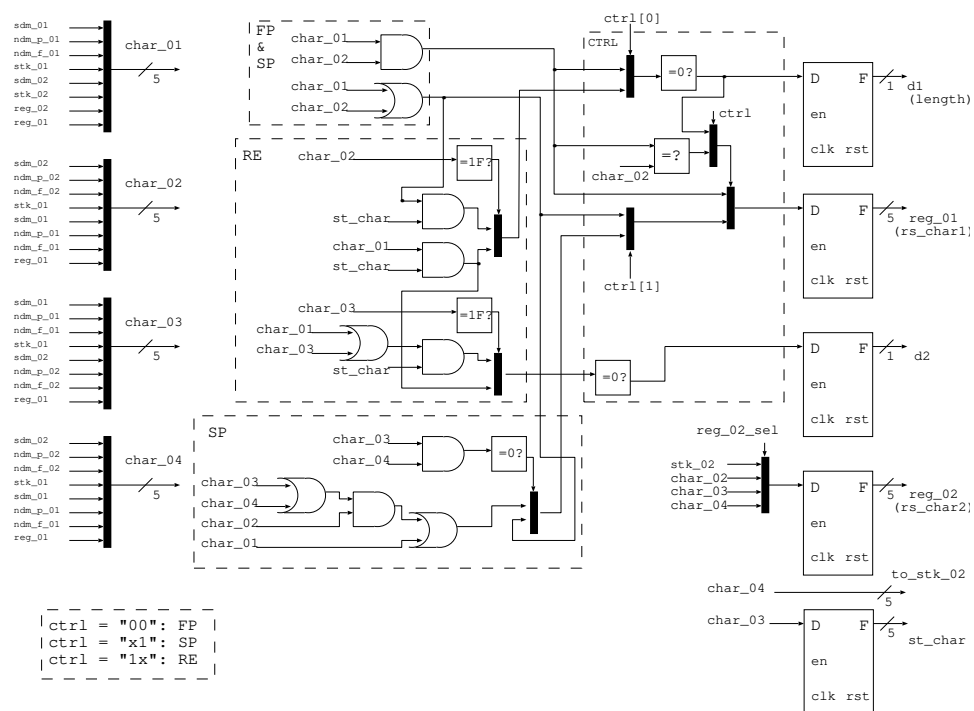 sdm_01
ndm_p_01
ndm_f_01
stk_01
sdm_02
stk_02
reg_02
reg_01
char_01
5
sdm_02
ndm_p_02
ndm_f_02
stk_01
sdm_01
ndm_p_01
ndm_f_01
reg_01
char_02
5
sdm_01
ndm_p_01
ndm_f_01
stk_01
sdm_02
ndm_p_02
ndm_f_02
reg_01
char_03
5
sdm_02
ndm_p_02
ndm_f_02
stk_01
sdm_01
ndm_p_01
ndm_f_01
reg_01
char_04
5
FP
&
SP
char_01
char_02
char_01
char_02
RE
char_02
=1F?
st_char
char_01
st_char
char_03
=1F?
char_01
char_03
st_char
SP
char_03
char_04
=0?
char_03
char_04
char_02
char_01
ctrl[0]
CTRL
=0?
ctrl
=?
char_02
ctrl[1]
=0?
D F
en
clk rst
1
d1
(length)
D F
en
clk rst
5
reg_01
(rs_char1)
D F
en
clk rst
1
d2
reg_02_sel
stk_02
char_02
char_03
char_04
D F
en
clk rst
5
reg_02
(rs_char2)
char_04
to_stk_02
5
char_03
D F
en
clk rst
5
st_char
ctrl = "00": FP
ctrl = "x1": SP
ctrl = "1x": RE